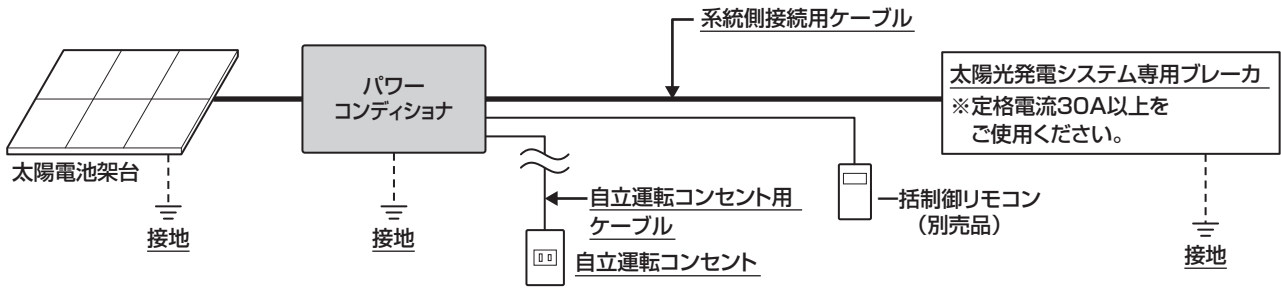 系統側接続用ケーブル
パワー
コンディショナ
太陽光発電システム専用ブレーカ
※定格電流30A以上を
ご使用ください。
太陽電池架台
自立運転コンセント用
ケーブル
一括制御リモコン
(別売品)
接地
接地
自立運転コンセント
接地